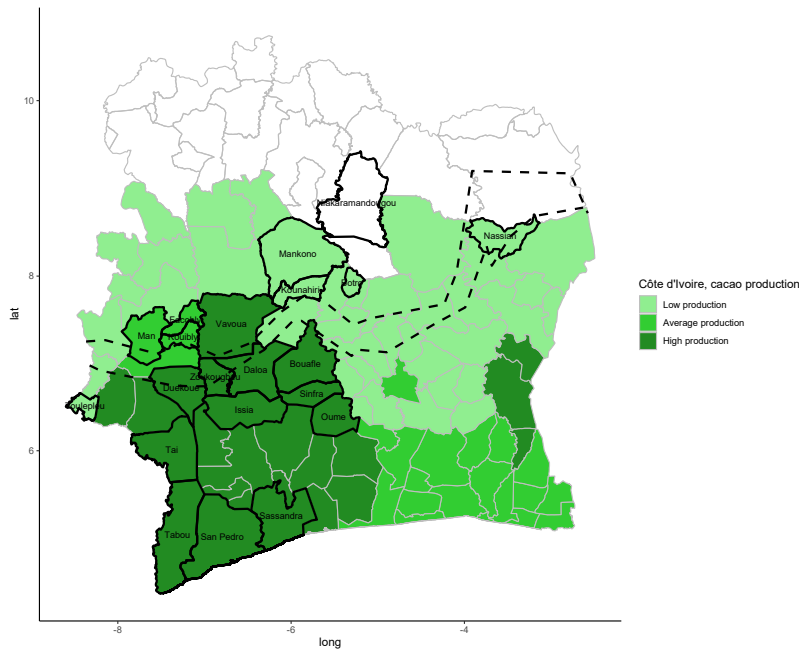 10
8
6
lat
-8
-6
-4
long
Niakaramandougou
Nassian
Mankono
Botro
Kounahiri
Facobly
Vavoua
Man
Kouibly
Bouafle
Daloa
Zoukougbeu
Duekoue
Sinfra
Toulepleu
Issia
Oume
Tai
Sassandra
Tabou
San Pedro
Côte d'Ivoire, cacao production
Low production
Average production
High production